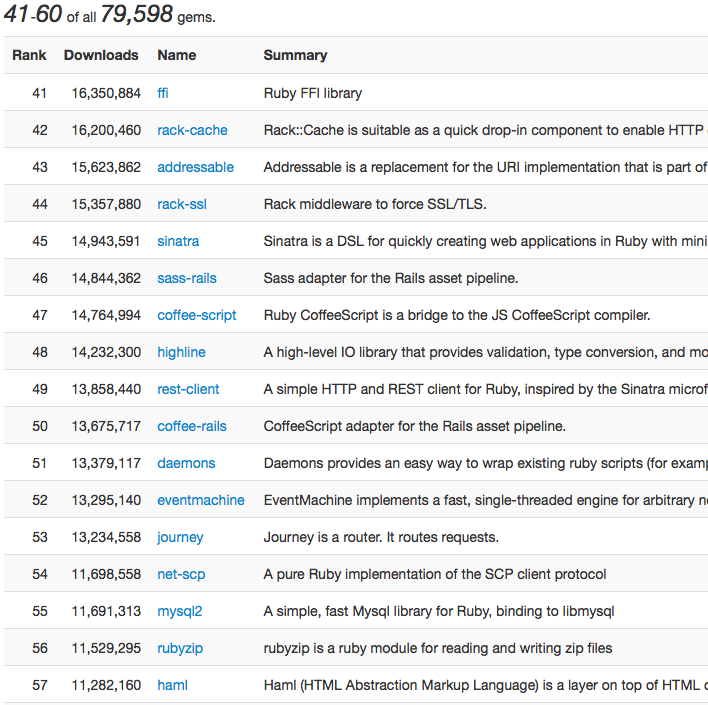 41-60 of all 79,598 gems.
Rank Downloads Name Summary
41 16,350,884 ffi Ruby FFI library
42 16,200,460 rack-cache Rack::Cache is suitable as a quick drop-in component to enable HTTP
43 15,623,862 addressable Addressable is a replacement for the URI implementation that is part of
44 15,357,880 rack-ssl Rack middleware to force SSL/TLS.
45 14,943,591 sinatra Sinatra is a DSL for quickly creating web applications in Ruby with mini
46 14,844,362 sass-rails Sass adapter for the Rails asset pipeline.
47 14,764,994 coffee-script Ruby CoffeeScript is a bridge to the JS CoffeeScript compiler.
48 14,232,300 highline A high-level IO library that provides validation, type conversion, and mo
49 13,858,440 rest-client A simple HTTP and REST client for Ruby, inspired by the Sinatra microf
50 13,675,717 coffee-rails CoffeeScript adapter for the Rails asset pipeline.
51 13,379,117 daemons Daemons provides an easy way to wrap existing ruby scripts (for examp
52 13,295,140 eventmachine EventMachine implements a fast, single-threaded engine for arbitrary n
53 13,234,558 journey Journey is a router. It routes requests.
54 11,698,558 net-scp A pure Ruby implementation of the SCP client protocol
55 11,691,313 mysql2 A simple, fast Mysql library for Ruby, binding to libmysql
56 11,529,295 rubyzip rubyzip is a ruby module for reading and writing zip files
57 11,282,160 haml Haml (HTML Abstraction Markup Language) is a layer on top of HTML